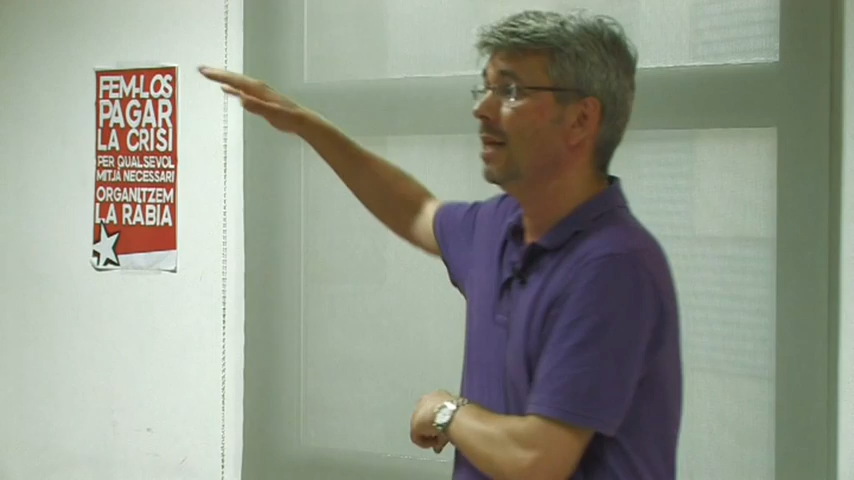 FEM-LOS
PAGAR
LA CRISI
PER QUALSEVOL
MITJÀ NECESSARI
ORGANITZEM
LA RABIA